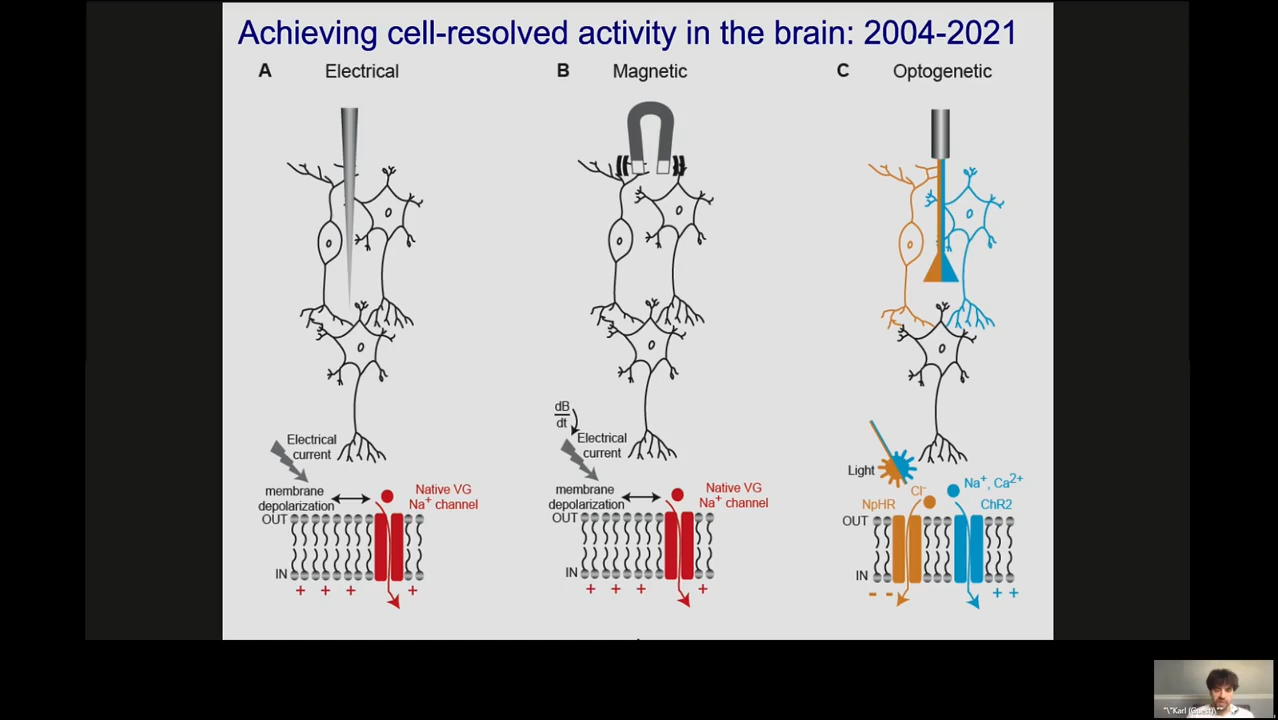 Achieving cell-resolved activity in the brain: 2004-2021
A Electrical
B Magnetic
C Optogenetic
Electrical
current
membrane
depolarization
Native VG
Na⁺ channel
OUT
IN
+ + + +
dB
dt
Electrical
current
membrane
depolarization
Native VG
Na⁺ channel
OUT
IN
+ + + +
Light
Cl⁻
Na⁺, Ca²⁺
NpHR
ChR2
OUT
IN
- - + +
"\"Karl (Guest)\""